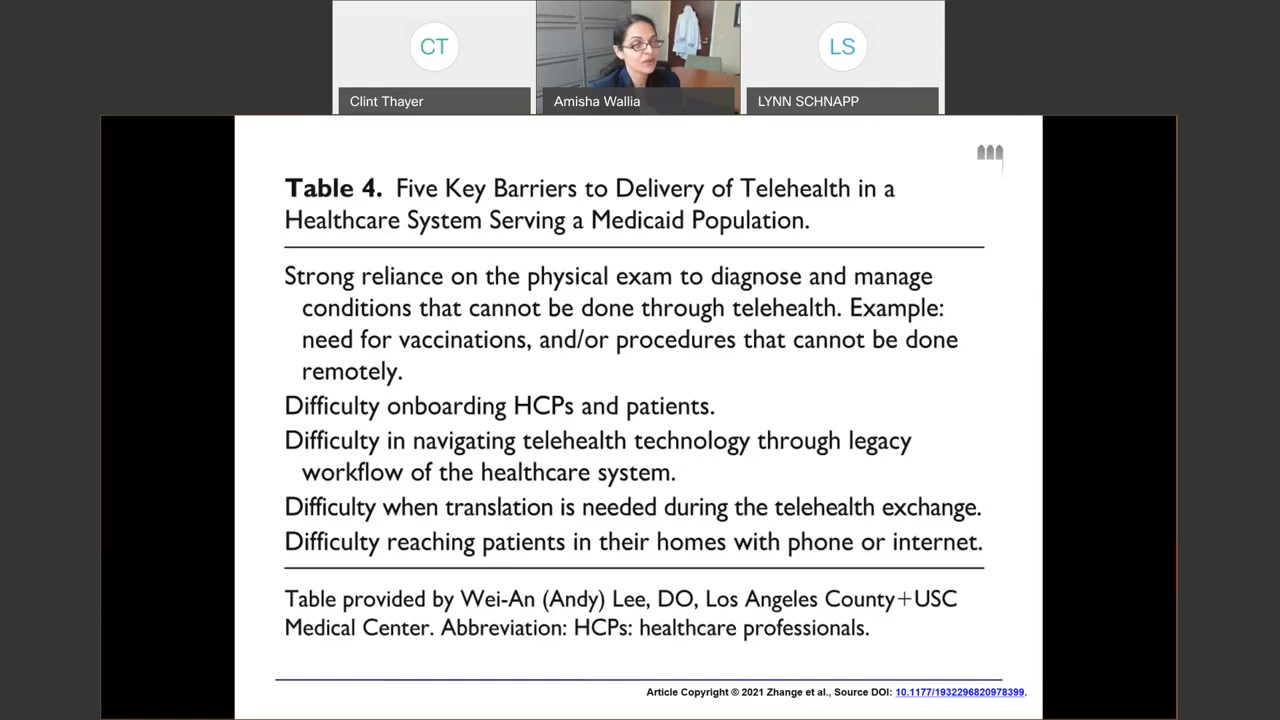 CT
LS
Clint Thayer
Amisha Wallia
LYNN SCHNAPP
Table 4. Five Key Barriers to Delivery of Telehealth in a
Healthcare System Serving a Medicaid Population.
Strong reliance on the physical exam to diagnose and manage
conditions that cannot be done through telehealth. Example:
need for vaccinations, and/or procedures that cannot be done
remotely.
Difficulty onboarding HCPs and patients.
Difficulty in navigating telehealth technology through legacy
workflow of the healthcare system.
Difficulty when translation is needed during the telehealth exchange.
Difficulty reaching patients in their homes with phone or internet.
Table provided by Wei-An (Andy) Lee, DO, Los Angeles County+USC
Medical Center. Abbreviation: HCPs: healthcare professionals.
Article Copyright © 2021 Zhange et al., Source DOI: 10.1177/1932296820978399.